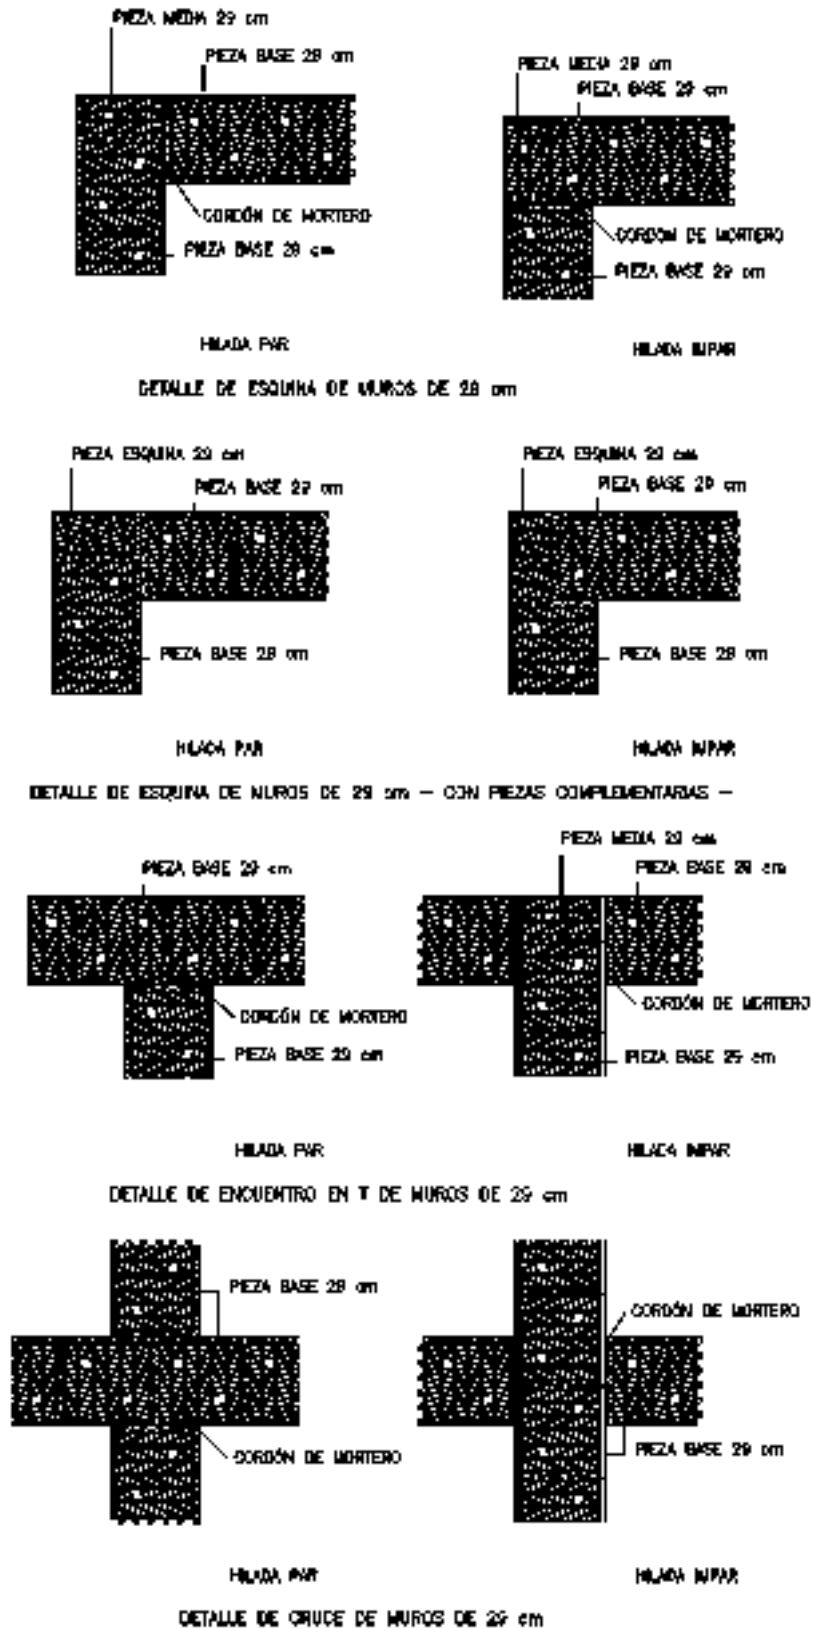 PIEZA MEDIA 29 cm
PIEZA BASE 29 cm
PIEZA MEDIA 29 cm
PIEZA BASE 29 cm
CORDÓN DE MORTERO
PIEZA BASE 29 cm
CORDÓN DE MORTERO
PIEZA BASE 29 cm
HILADA PAR
HILADA IMPAR
DETALLE DE ESQUINA DE MUROS DE 29 cm
PIEZA ESQUINA 29 cm
PIEZA BASE 29 cm
PIEZA ESQUINA 29 cm
PIEZA BASE 29 cm
PIEZA BASE 29 cm
PIEZA BASE 29 cm
HILADA PAR
HILADA IMPAR
DETALLE DE ESQUINA DE MUROS DE 29 cm – CON PIEZAS COMPLEMENTARIAS –
PIEZA BASE 29 cm
PIEZA MEDIA 29 cm
PIEZA BASE 29 cm
CORDÓN DE MORTERO
PIEZA BASE 29 cm
CORDÓN DE MORTERO
PIEZA BASE 29 cm
HILADA PAR
HILADA IMPAR
DETALLE DE ENCUENTRO EN T DE MUROS DE 29 cm
PIEZA BASE 29 cm
CORDÓN DE MORTERO
CORDÓN DE MORTERO
PIEZA BASE 29 cm
HILADA PAR
HILADA IMPAR
DETALLE DE CRUCE DE MUROS DE 29 cm